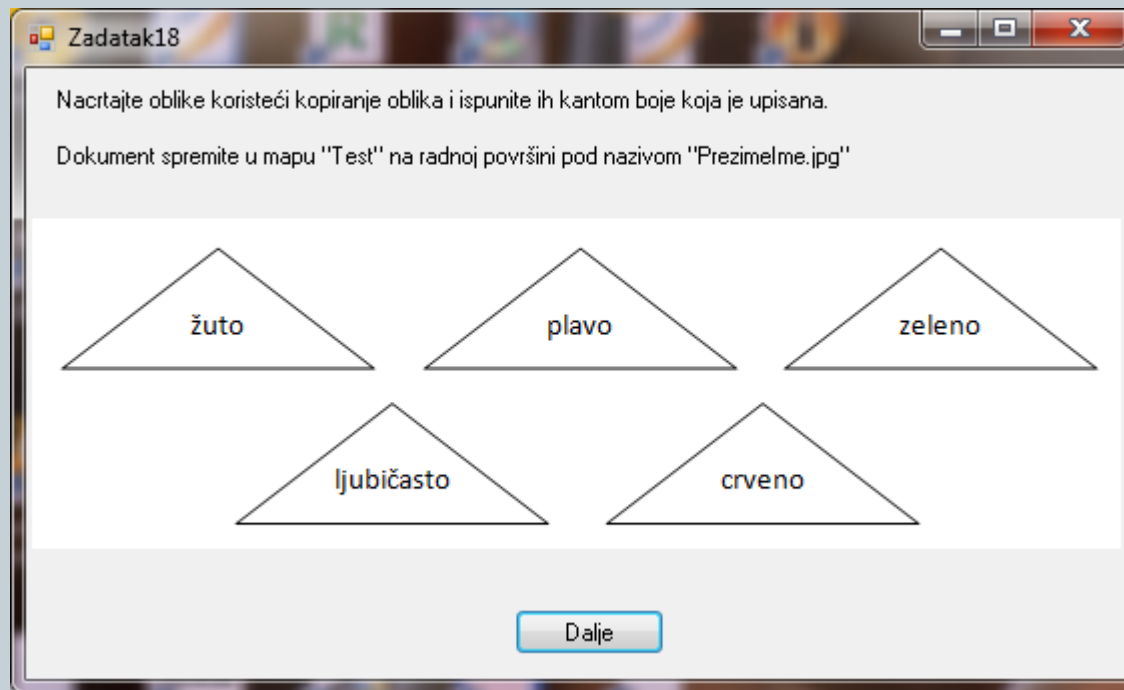 Zadatak18
Nacrtajte oblike koristeći kopiranje oblika i ispunite ih kantom boje koja je upisana.
Dokument spremite u mapu "Test" na radnoj površini pod nazivom "PrezimeIme.jpg"
žuto plavo zeleno
ljubičasto crveno
Dalje